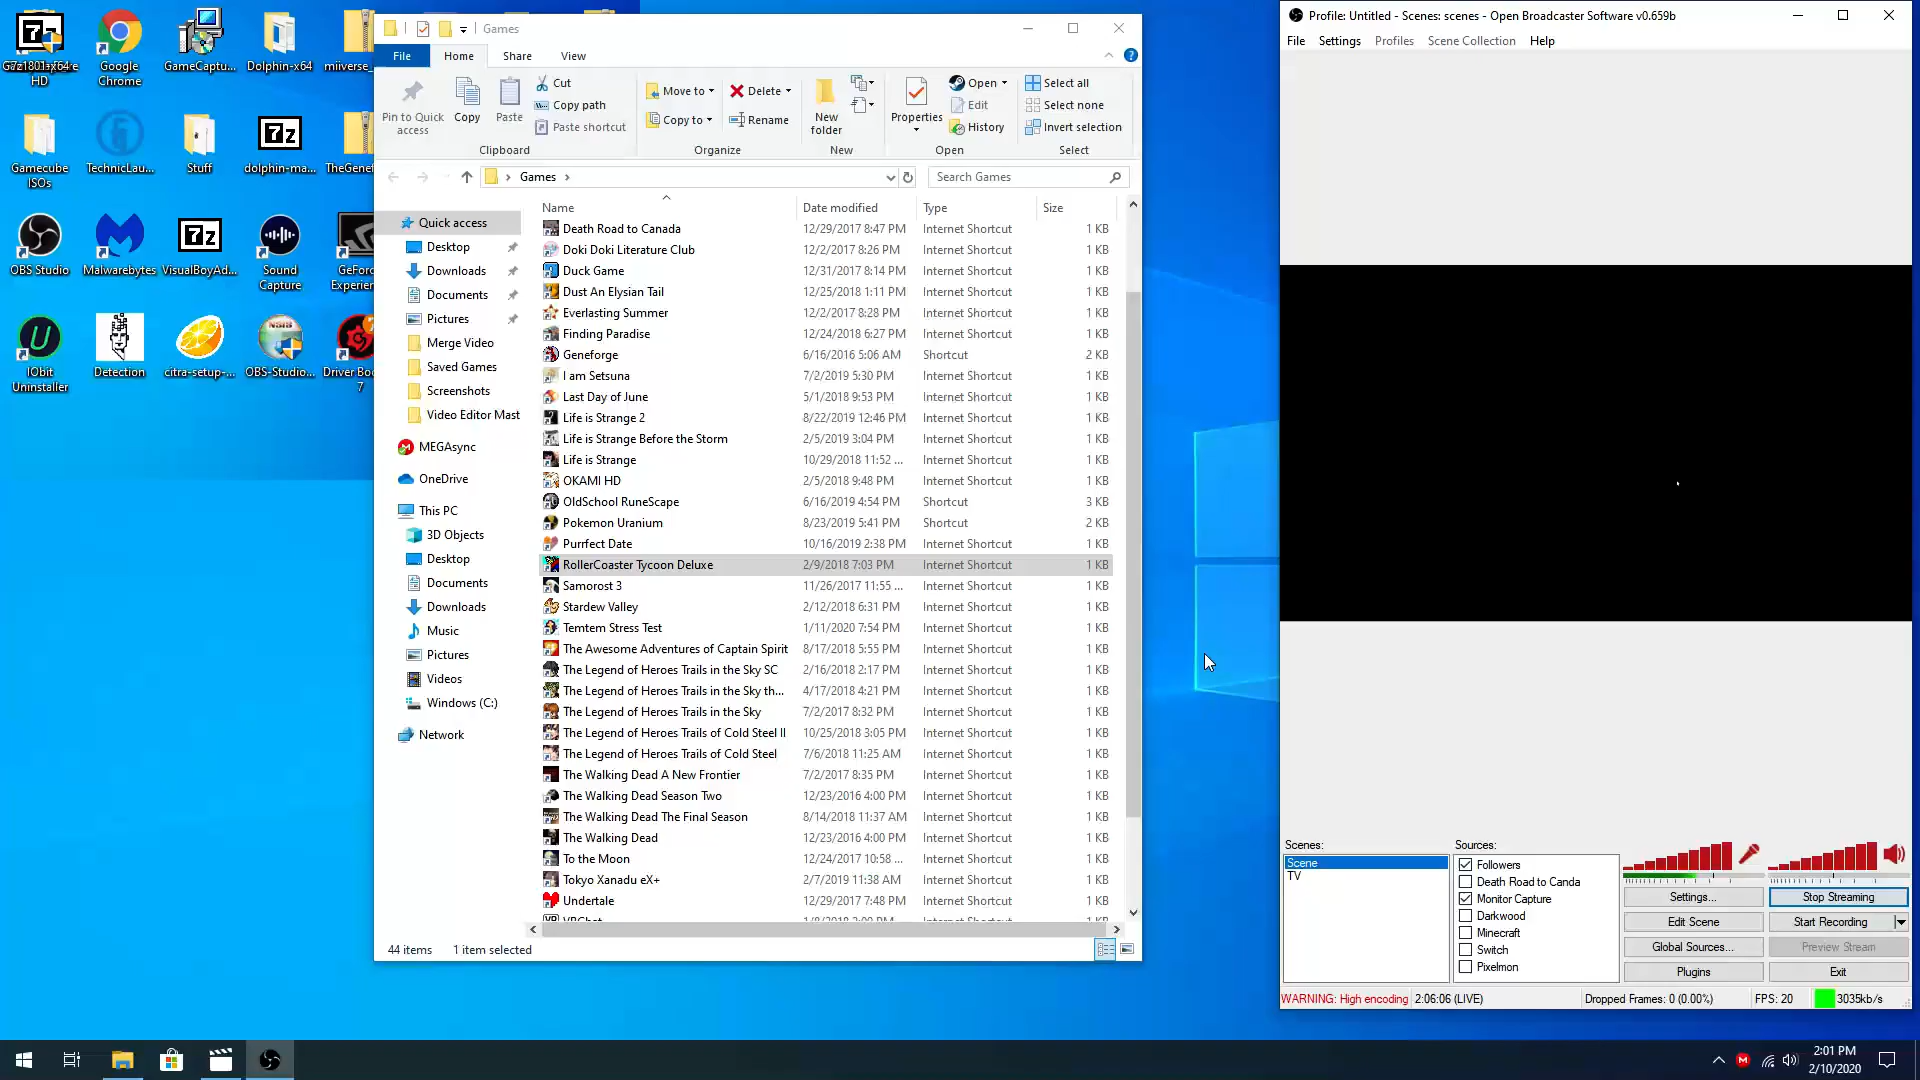 HD
Google
Chrome
GameCaptu...
Dolphin-x64
miiverse_
Gamecube
ISOs
TechnicLau...
Stuff
7z
dolphin-ma...
TheGenef
OBS Studio
Malwarebytes
7z
VisualBoyAd...
Sound
Capture
GeForc
Experien
IObit
Uninstaller
Detection
citra-setup-...
OBS-Studio...
Driver Boo
7
Games
File
Home
Share
View
Pin to Quick
access
Copy
Paste
Cut
Copy path
Paste shortcut
Clipboard
Move to
Copy to
Delete
Rename
Organize
New
folder
New
Properties
Open
Edit
History
Open
Select all
Select none
Invert selection
Select
Games
Search Games
Quick access
Desktop
Downloads
Documents
Pictures
Merge Video
Saved Games
Screenshots
Video Editor Mast
MEGAsync
OneDrive
This PC
3D Objects
Desktop
Documents
Downloads
Music
Pictures
Videos
Windows (C:)
Network
Name Date modified Type Size
Death Road to Canada 12/29/2017 8:47 PM Internet Shortcut 1 KB
Doki Doki Literature Club 12/2/2017 8:26 PM Internet Shortcut 1 KB
Duck Game 12/31/2017 8:14 PM Internet Shortcut 1 KB
Dust An Elysian Tail 12/25/2018 1:11 PM Internet Shortcut 1 KB
Everlasting Summer 12/2/2017 8:28 PM Internet Shortcut 1 KB
Finding Paradise 12/24/2018 6:27 PM Internet Shortcut 1 KB
Geneforge 6/16/2016 5:06 AM Shortcut 2 KB
I am Setsuna 7/2/2019 5:30 PM Internet Shortcut 1 KB
Last Day of June 5/1/2018 9:53 PM Internet Shortcut 1 KB
Life is Strange 2 8/22/2019 12:46 PM Internet Shortcut 1 KB
Life is Strange Before the Storm 2/5/2019 3:04 PM Internet Shortcut 1 KB
Life is Strange 10/29/2018 11:52 ... Internet Shortcut 1 KB
OKAMI HD 2/5/2018 9:48 PM Internet Shortcut 1 KB
OldSchool RuneScape 6/16/2019 4:54 PM Shortcut 3 KB
Pokemon Uranium 8/23/2019 5:41 PM Shortcut 2 KB
Purrfect Date 10/16/2019 2:38 PM Internet Shortcut 1 KB
RollerCoaster Tycoon Deluxe 2/9/2018 7:03 PM Internet Shortcut 1 KB
Samorost 3 11/26/2017 11:55 ... Internet Shortcut 1 KB
Stardew Valley 2/12/2018 6:31 PM Internet Shortcut 1 KB
Temtem Stress Test 1/11/2020 7:54 PM Internet Shortcut 1 KB
The Awesome Adventures of Captain Spirit 8/17/2018 5:55 PM Internet Shortcut 1 KB
The Legend of Heroes Trails in the Sky SC 2/16/2018 2:17 PM Internet Shortcut 1 KB
The Legend of Heroes Trails in the Sky th... 4/17/2018 4:21 PM Internet Shortcut 1 KB
The Legend of Heroes Trails in the Sky 7/2/2017 8:32 PM Internet Shortcut 1 KB
The Legend of Heroes Trails of Cold Steel II 10/25/2018 3:05 PM Internet Shortcut 1 KB
The Legend of Heroes Trails of Cold Steel 7/6/2018 11:25 AM Internet Shortcut 1 KB
The Walking Dead A New Frontier 7/2/2017 8:35 PM Internet Shortcut 1 KB
The Walking Dead Season Two 12/23/2016 4:00 PM Internet Shortcut 1 KB
The Walking Dead The Final Season 8/14/2018 11:37 AM Internet Shortcut 1 KB
The Walking Dead 12/23/2016 4:00 PM Internet Shortcut 1 KB
To the Moon 12/24/2017 10:58 ... Internet Shortcut 1 KB
Tokyo Xanadu eX+ 2/7/2019 11:38 AM Internet Shortcut 1 KB
Undertale 12/29/2017 7:48 PM Internet Shortcut 1 KB
44 items 1 item selected
Profile: Untitled - Scenes: scenes - Open Broadcaster Software v0.659b
File Settings Profiles Scene Collection Help
Scenes:
Scene
TV
Sources:
Followers
Death Road to Canda
Monitor Capture
Darkwood
Minecraft
Switch
Pixelmon
Settings...
Stop Streaming
Edit Scene
Start Recording
Global Sources...
Preview Stream
Plugins
Exit
WARNING: High encoding 2:06:06 (LIVE) Dropped Frames: 0 (0.00%) FPS: 20 3035kb/s
2:01 PM
2/10/2020